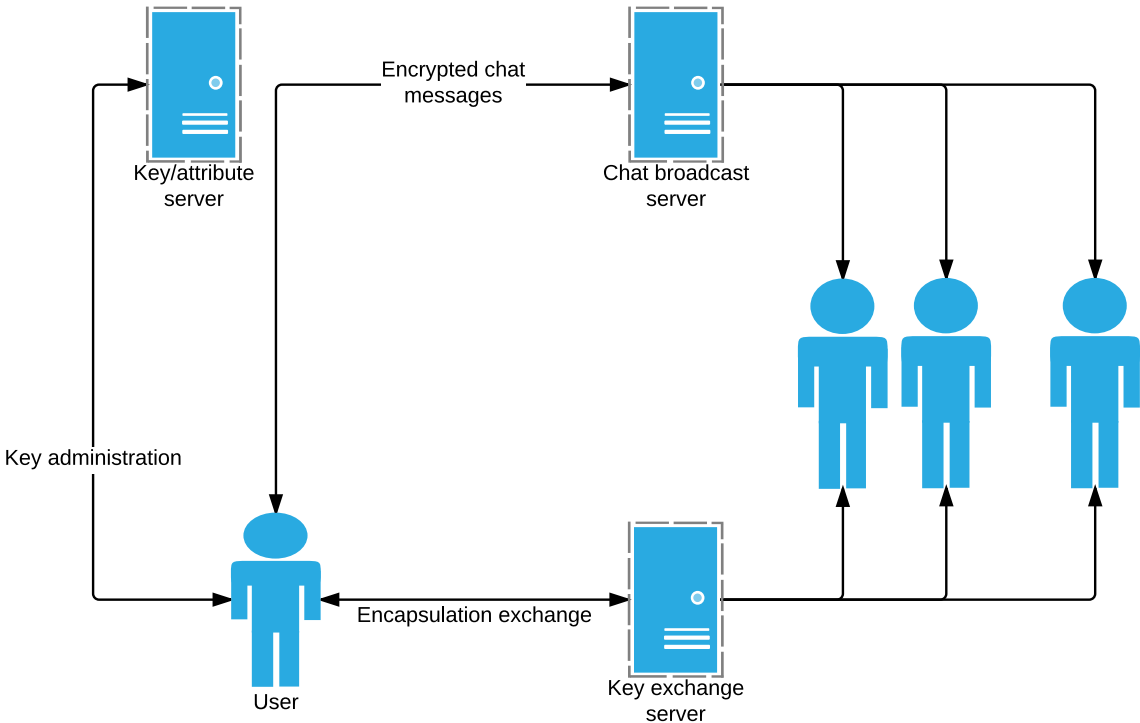 Encrypted chat
messages
Key/attribute
server
Chat broadcast
server
Key administration
Encapsulation exchange
User
Key exchange
server